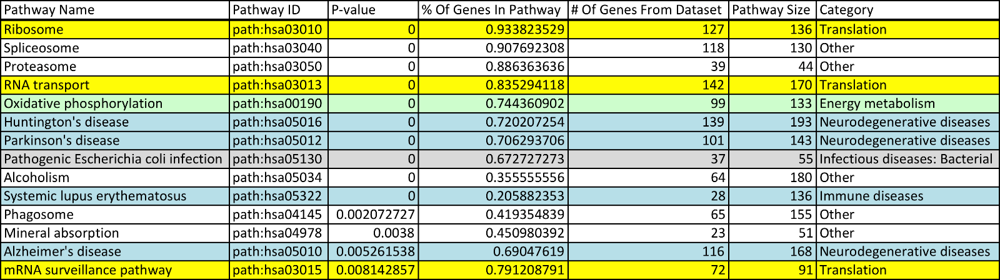 Pathway Name Pathway ID P-value % Of Genes In Pathway # Of Genes From Dataset Pathway Size Category
Ribosome path:hsa03010 0 0.933823529 127 136 Translation
Spliceosome path:hsa03040 0 0.907692308 118 130 Other
Proteasome path:hsa03050 0 0.886363636 39 44 Other
RNA transport path:hsa03013 0 0.835294118 142 170 Translation
Oxidative phosphorylation path:hsa00190 0 0.744360902 99 133 Energy metabolism
Huntington's disease path:hsa05016 0 0.720207254 139 193 Neurodegenerative diseases
Parkinson's disease path:hsa05012 0 0.706293706 101 143 Neurodegenerative diseases
Pathogenic Escherichia coli infection path:hsa05130 0 0.672727273 37 55 Infectious diseases: Bacterial
Alcoholism path:hsa05034 0 0.355555556 64 180 Other
Systemic lupus erythematosus path:hsa05322 0 0.205882353 28 136 Immune diseases
Phagosome path:hsa04145 0.002072727 0.419354839 65 155 Other
Mineral absorption path:hsa04978 0.0038 0.450980392 23 51 Other
Alzheimer's disease path:hsa05010 0.005261538 0.69047619 116 168 Neurodegenerative diseases
mRNA surveillance pathway path:hsa03015 0.008142857 0.791208791 72 91 Translation